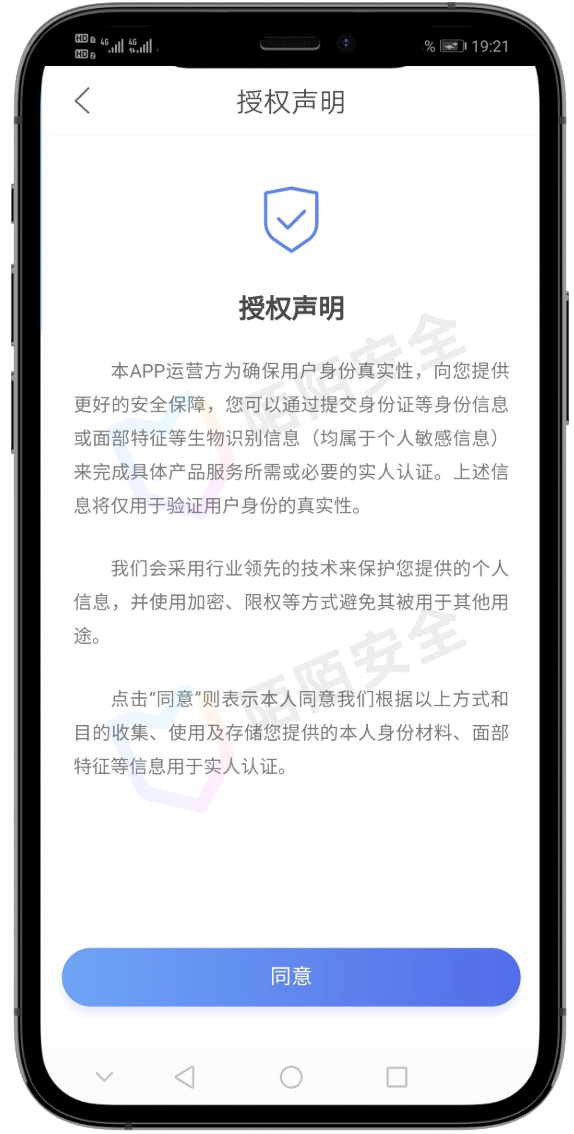 HD 1 4G 4G
HD 2
% 19:21
授权声明
授权声明
本APP运营方为确保用户身份真实性，向您提供
更好的安全保障，您可以通过提交身份证等身份信息
或面部特征等生物识别信息（均属于个人敏感信息）
来完成具体产品服务所需或必要的实人认证。上述信
息将仅用于验证用户身份的真实性。
我们会采用行业领先的技术来保护您提供的个人
信息，并使用加密、限权等方式避免其被用于其他用
途。
点击“同意”则表示本人同意我们根据以上方式和
目的收集、使用及存储您提供的本人身份材料、面部
特征等信息用于实人认证。
同意
陌陌安全
陌陌安全